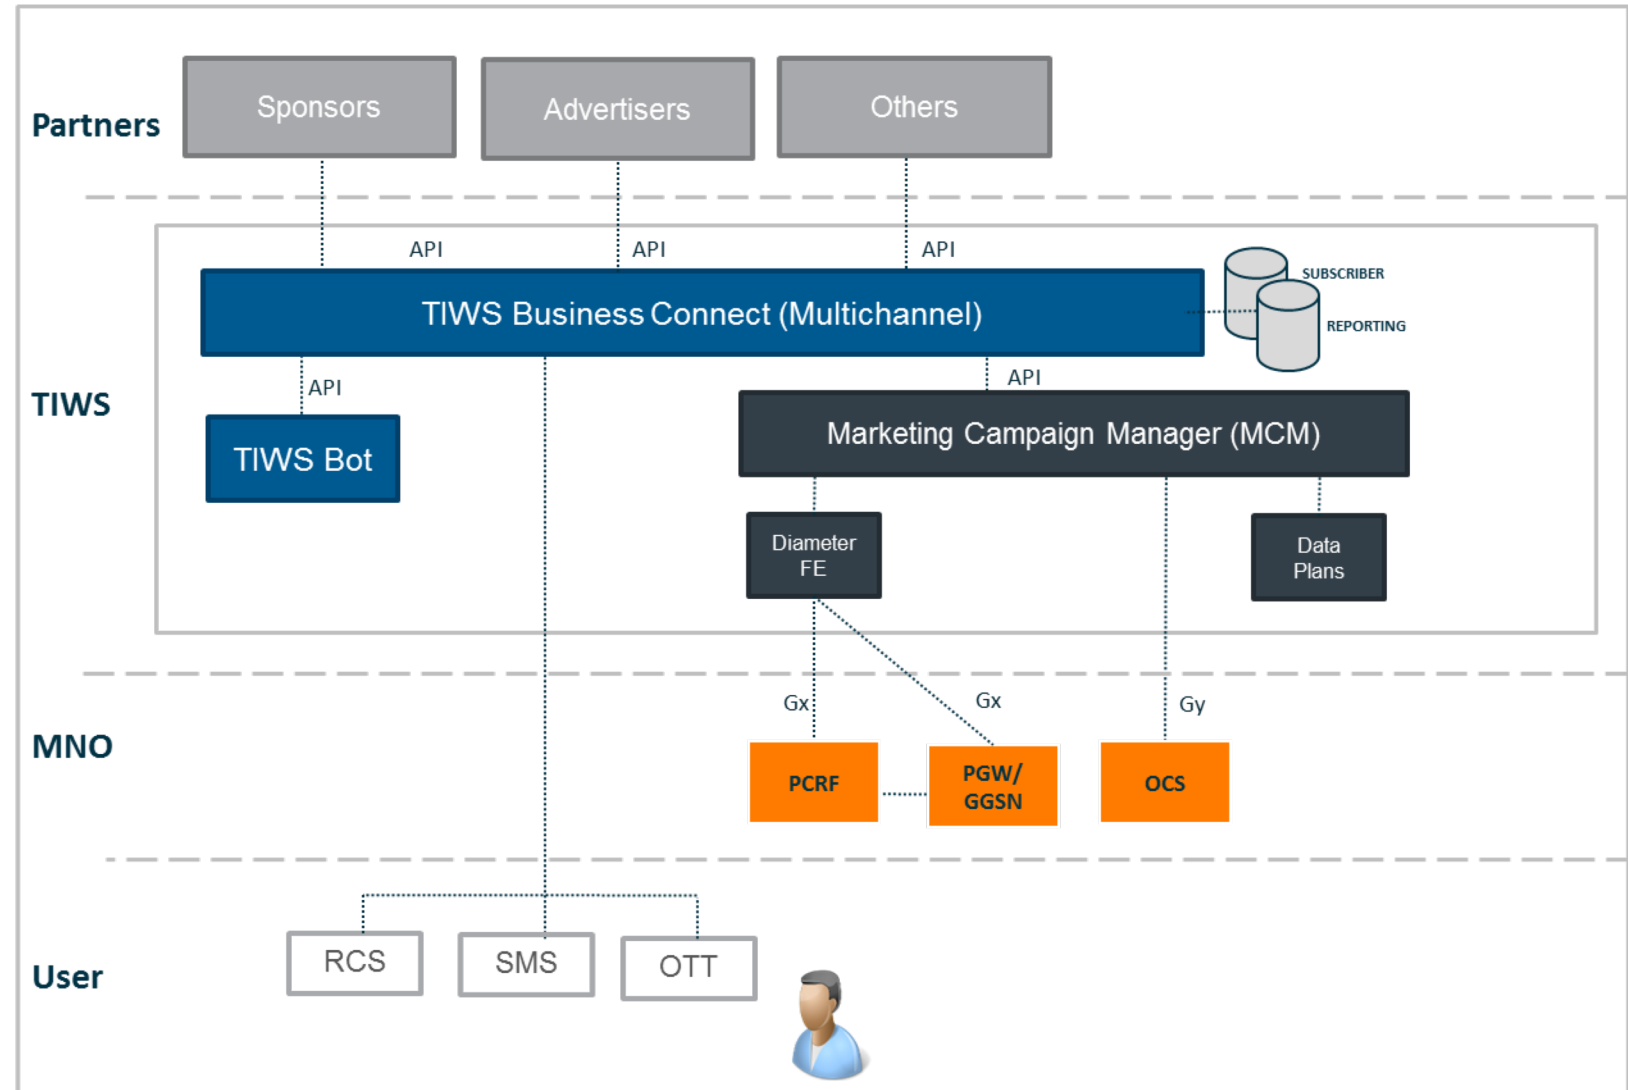 Partners
Sponsors
Advertisers
Others
API
API
API
TIWS Business Connect (Multichannel)
SUBSCRIBER
REPORTING
TIWS
API
API
TIWS Bot
Marketing Campaign Manager (MCM)
Diameter
FE
Data
Plans
MNO
Gx
Gx
Gy
PCRF
PGW/
GGSN
OCS
User
RCS
SMS
OTT